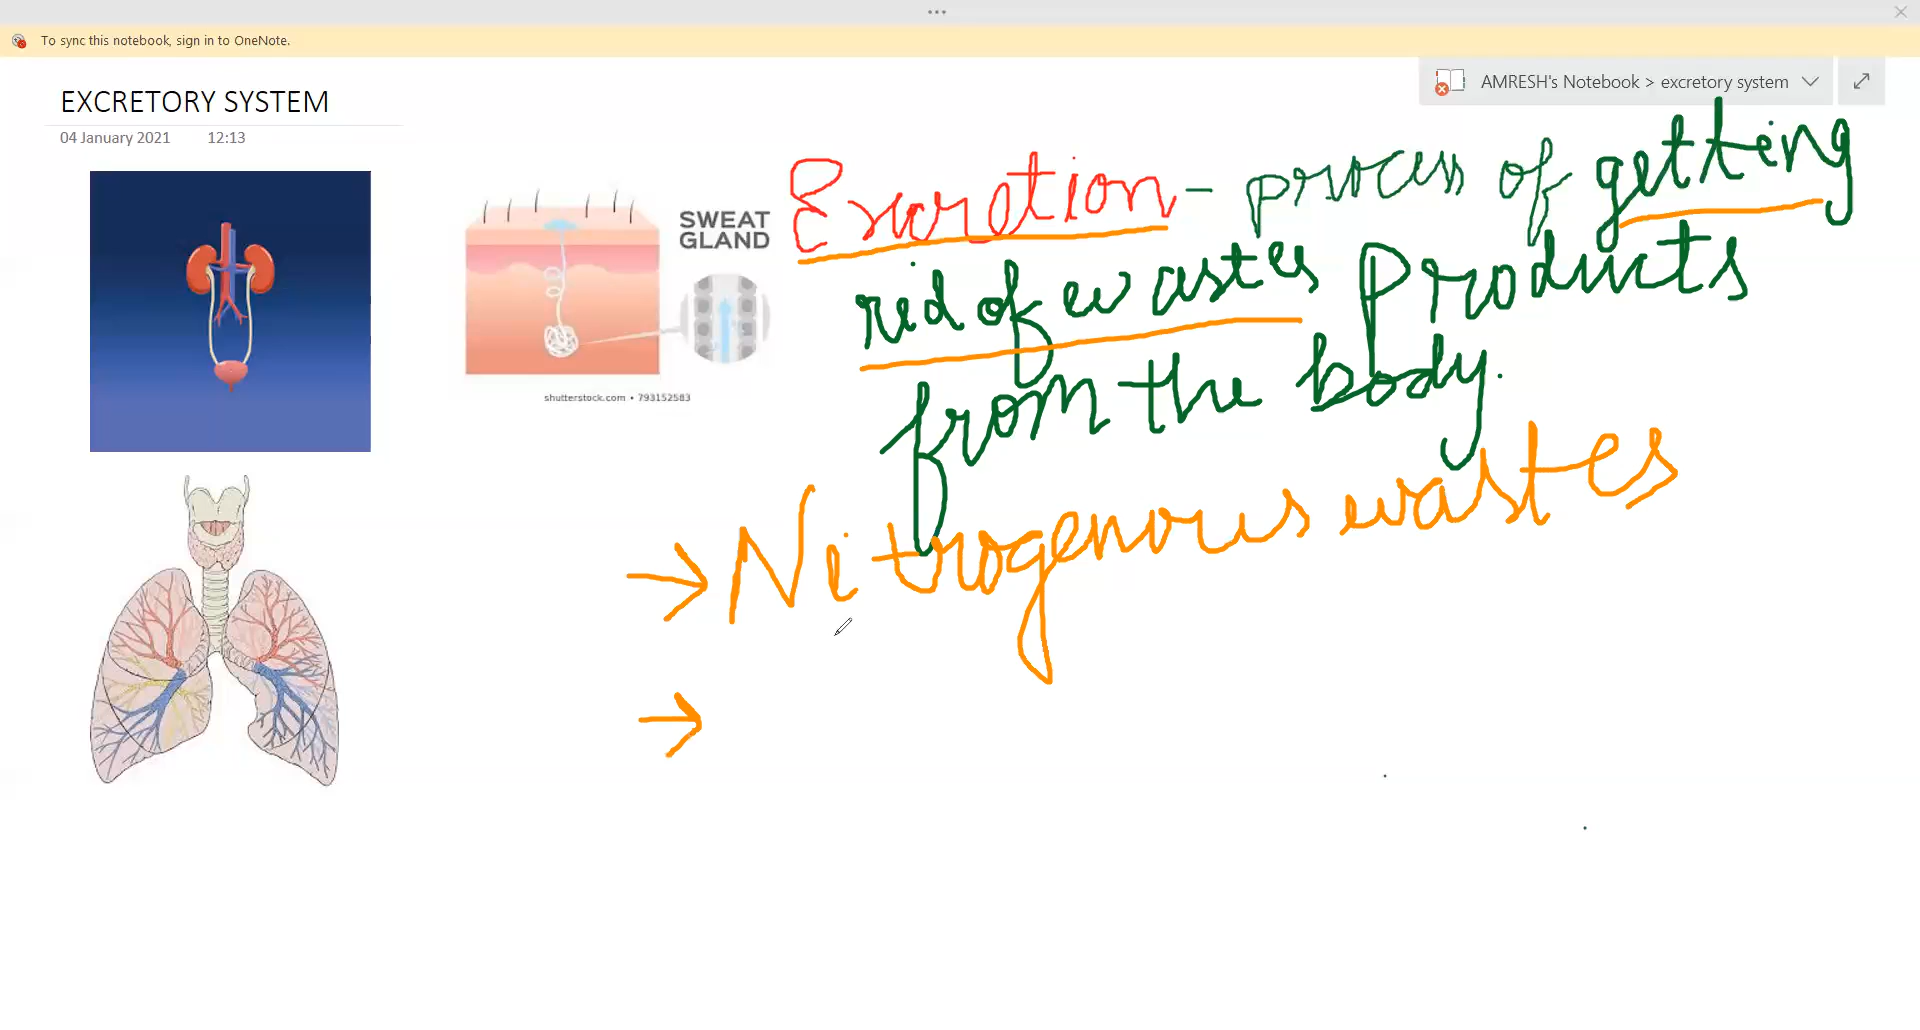 To sync this notebook, sign in to OneNote.
AMRESH's Notebook > excretory system
EXCRETORY SYSTEM
04 January 2021 12:13
SWEAT
GLAND
shutterstock.com • 793152583
Excretion - process of getting
rid of wastes Products
from the body.
→ Nitrogenous wastes
→